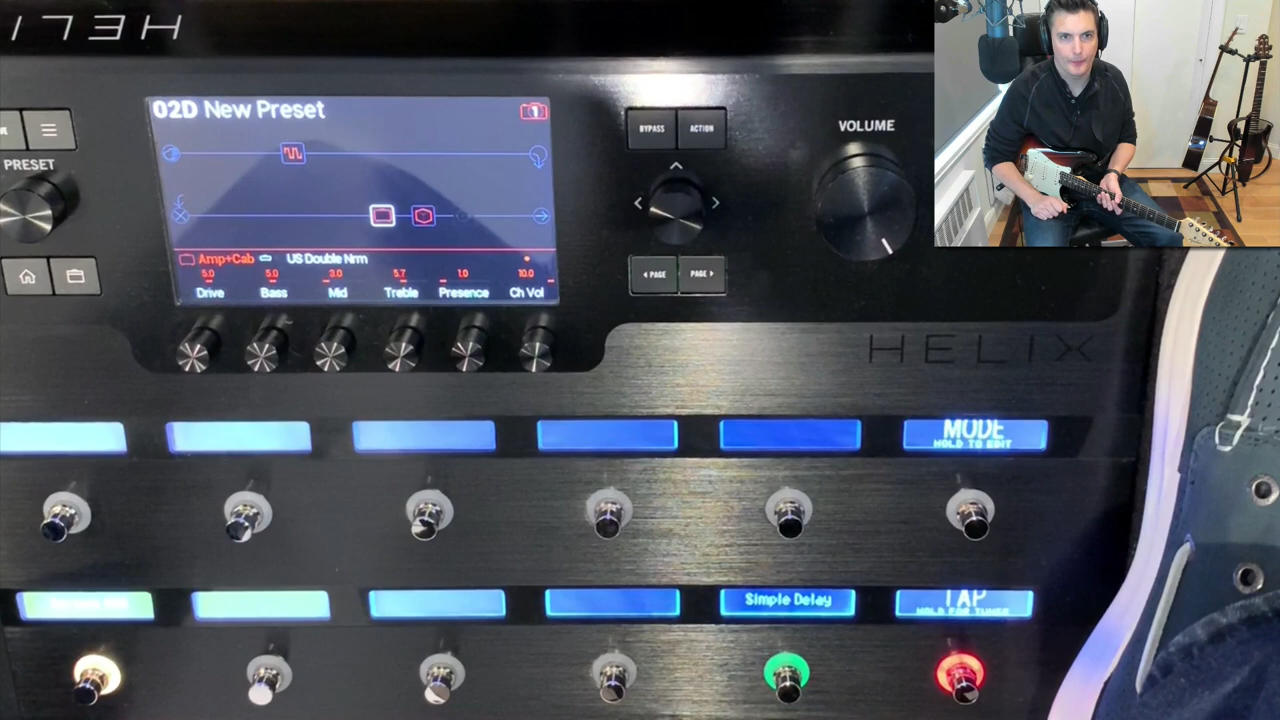 HELI
02D New Preset
1
BYPASS
ACTION
VOLUME
PRESET
Amp+Cab US Double Nrm
5.0 5.0 3.0 5.7 1.0 10.0
Drive Bass Mid Treble Presence Ch Vol
PAGE
PAGE
HELIX
MODE
HOLD TO EDIT
Simple Delay
TAP
HOLD FOR TUNER